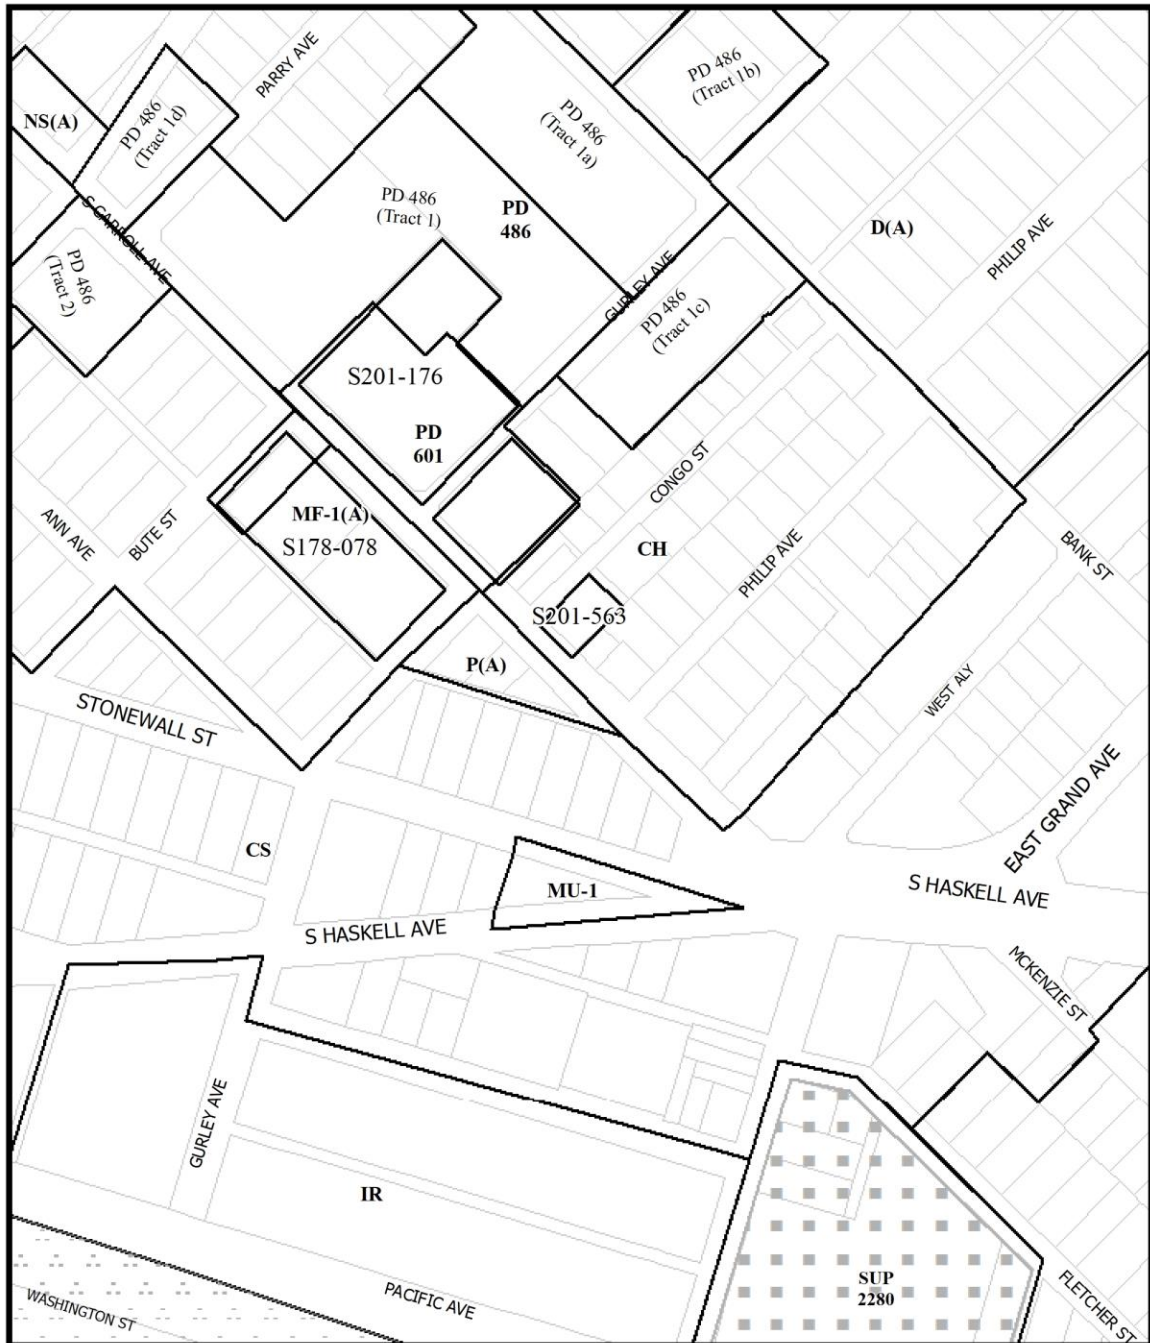 PARRY AVE
PD 486
(Tract 1b)
NS(A)
PD 486
(Tract 1d)
PD 486
(Tract 1a)
PD 486
(Tract 1)
PD
486
D(A)
PHILIP AVE
S CARROLL AVE
PD 486
(Tract 2)
GURLEY AVE
PD 486
(Tract 1c)
S201-176
PD
601
CONGO ST
ANN AVE
BUTE ST
MF-1(A)
S178-078
CH
PHILIP AVE
BANK ST
S201-563
P(A)
WEST ALY
STONEWALL ST
EAST GRAND AVE
CS
MU-1
S HASKELL AVE
S HASKELL AVE
MCKENZIE ST
GURLEY AVE
IR
SUP
2280
PACIFIC AVE
WASHINGTON ST
FLETCHER ST